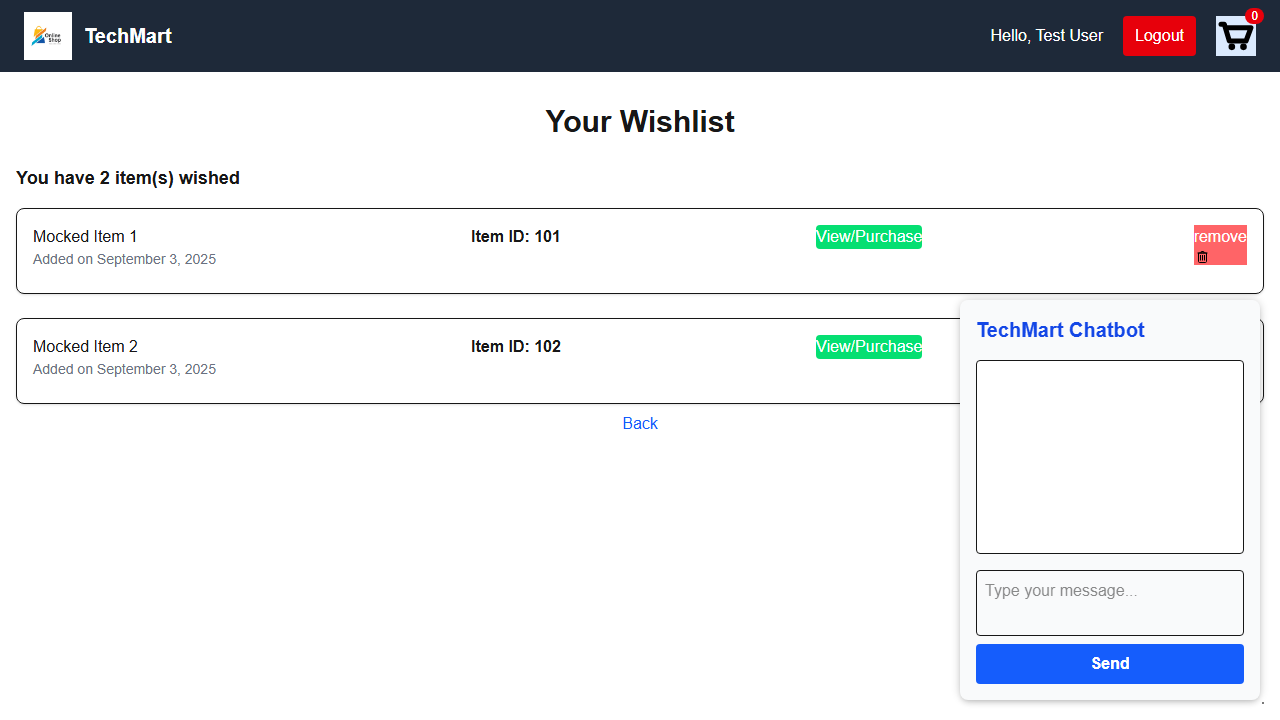 Online
Shop
TechMart
Hello, Test User
Logout
0
Your Wishlist
You have 2 item(s) wished
Mocked Item 1
Added on September 3, 2025
Item ID: 101
View/Purchase
remove
Mocked Item 2
Added on September 3, 2025
Item ID: 102
View/Purchase
Back
TechMart Chatbot
Type your message...
Send
.